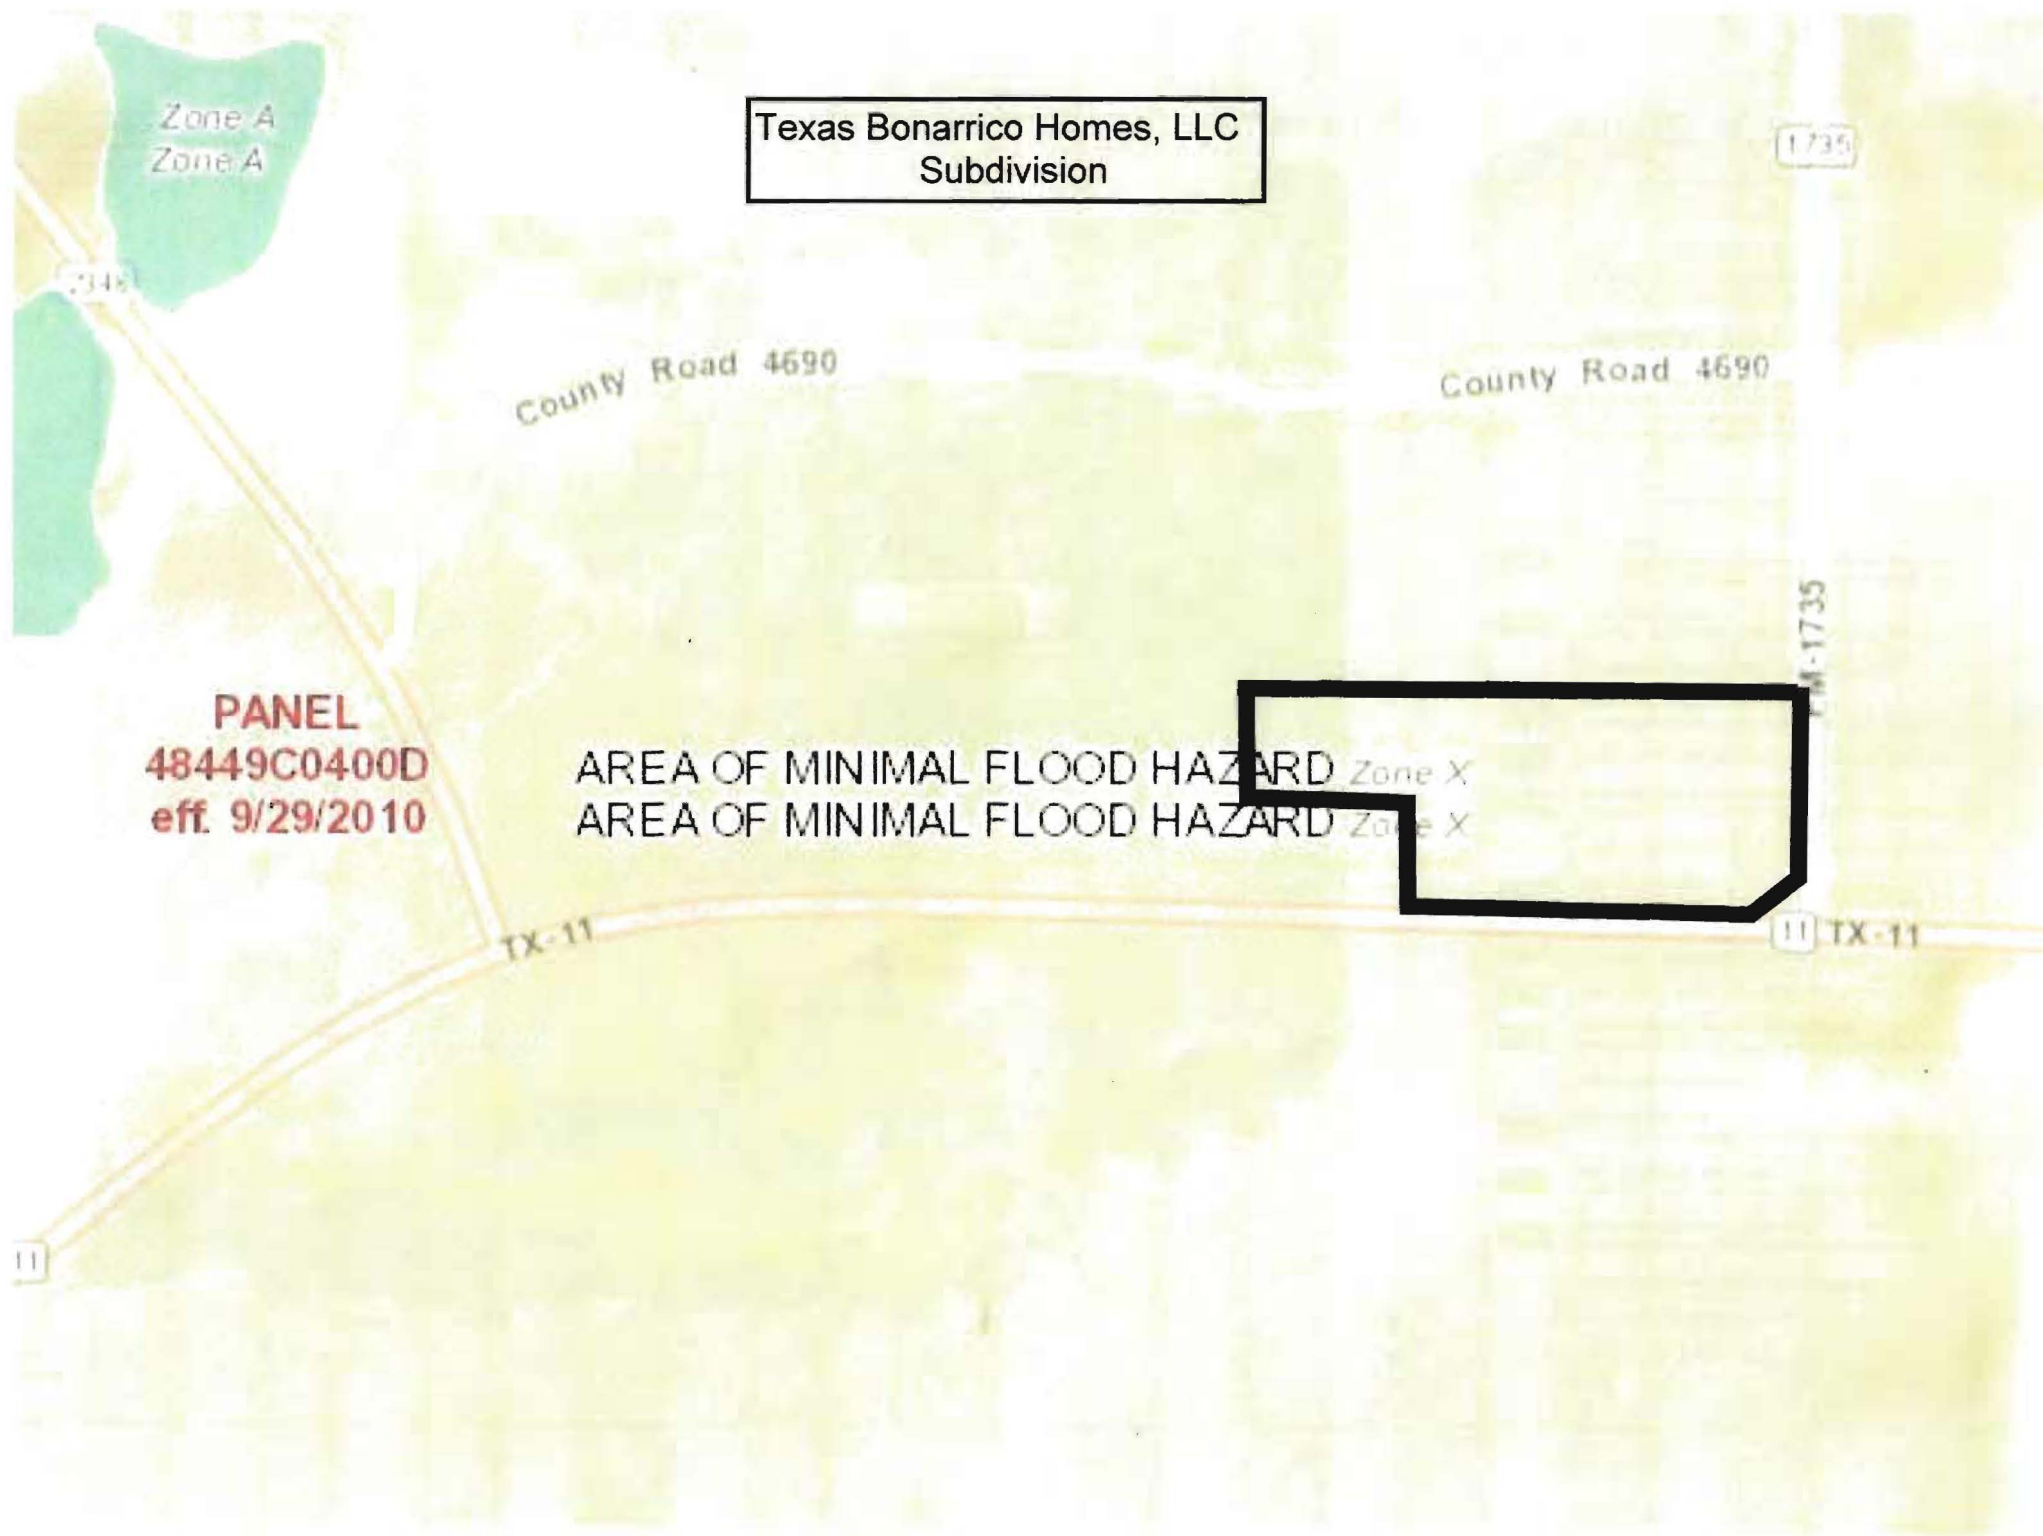 Zone A
Zone A
Texas Bonarrico Homes, LLC
Subdivision
1735
County Road 4690
County Road 4690
FM-1735
PANEL
48449C0400D
eff. 9/29/2010
AREA OF MINIMAL FLOOD HAZARD Zone X
AREA OF MINIMAL FLOOD HAZARD Zone X
TX-11
11 TX-11
11